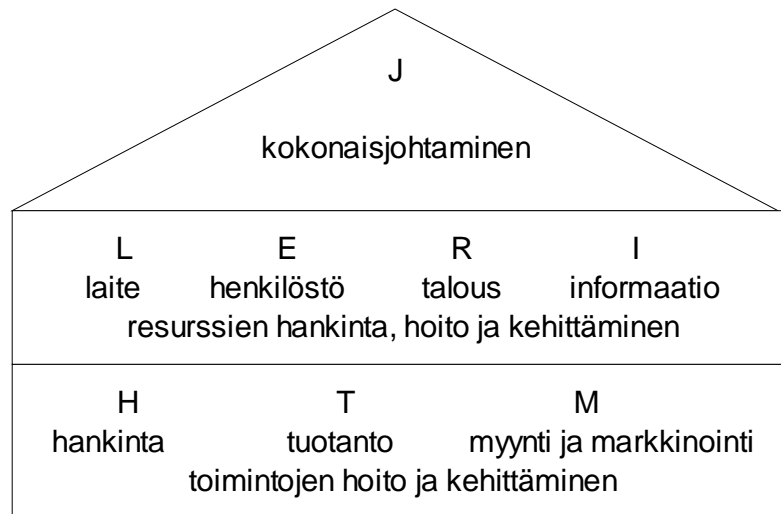 J
kokonaisjohtaminen
L E R I
laite henkilöstö talous informaatio
resurssien hankinta, hoito ja kehittäminen
H T M
hankinta tuotanto myynti ja markkinointi
toimintojen hoito ja kehittäminen